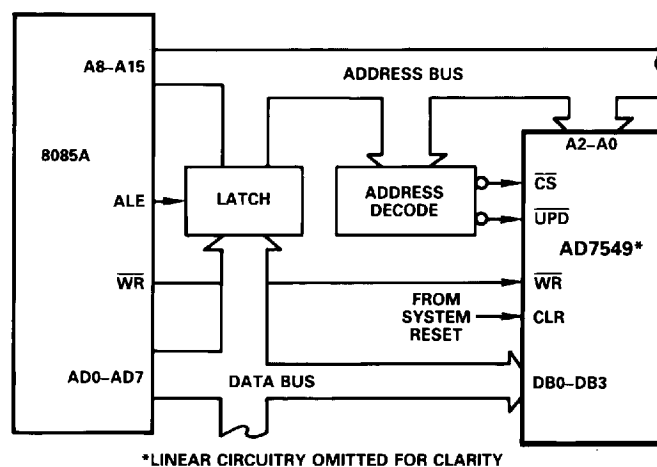 A8–A15
ADDRESS BUS
A2–A0
8085A
ALE
LATCH
ADDRESS
DECODE
CS
UPD
AD7549*
WR
WR
FROM
SYSTEM
RESET
CLR
AD0–AD7
DATA BUS
DB0–DB3
*LINEAR CIRCUITRY OMITTED FOR CLARITY